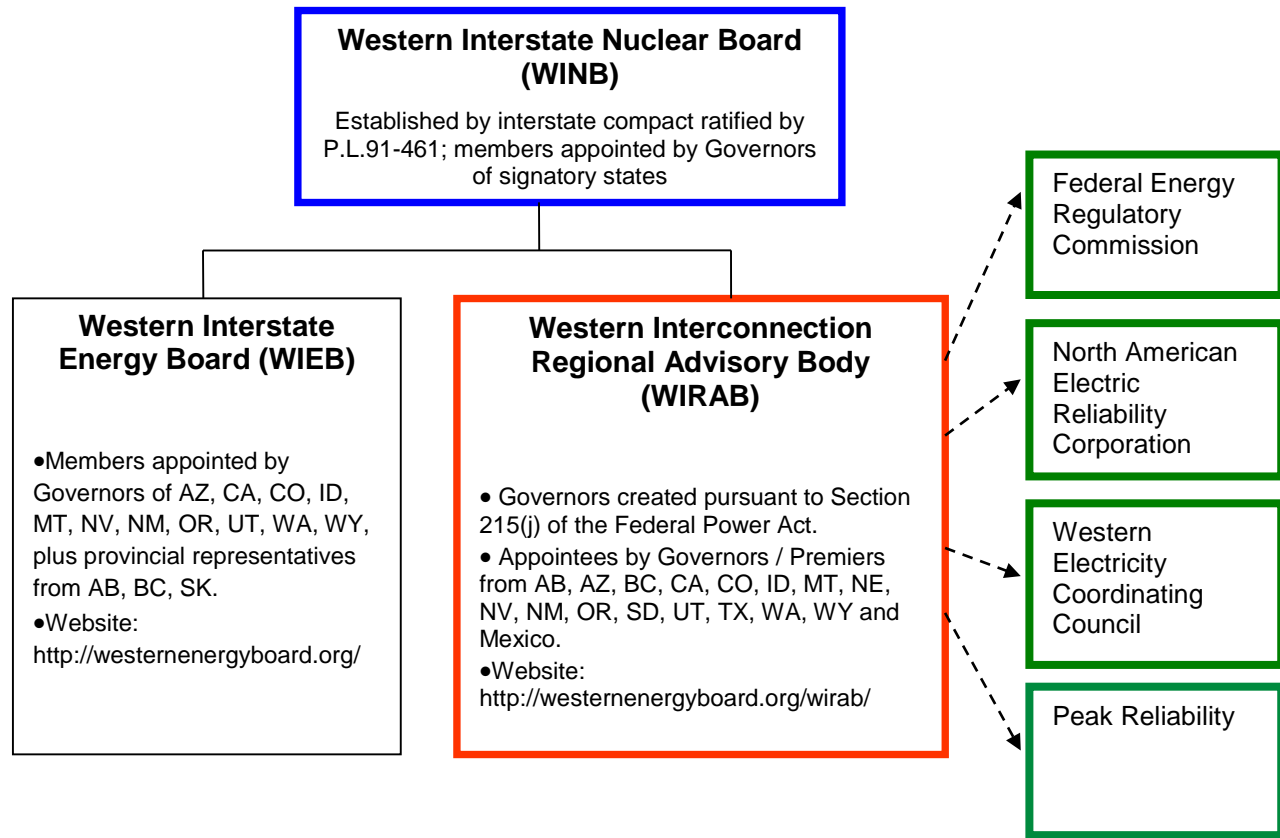 Western Interstate Nuclear Board
(WINB)
Established by interstate compact ratified by
P.L.91-461; members appointed by Governors
of signatory states
Western Interstate
Energy Board (WIEB)
•Members appointed by
Governors of AZ, CA, CO, ID,
MT, NV, NM, OR, UT, WA, WY,
plus provincial representatives
from AB, BC, SK.
•Website:
http://westernenergyboard.org/
Western Interconnection
Regional Advisory Body
(WIRAB)
• Governors created pursuant to Section
215(j) of the Federal Power Act.
• Appointees by Governors / Premiers
from AB, AZ, BC, CA, CO, ID, MT, NE,
NV, NM, OR, SD, UT, TX, WA, WY and
Mexico.
•Website:
http://westernenergyboard.org/wirab/
Federal Energy
Regulatory
Commission
North American
Electric
Reliability
Corporation
Western
Electricity
Coordinating
Council
Peak Reliability